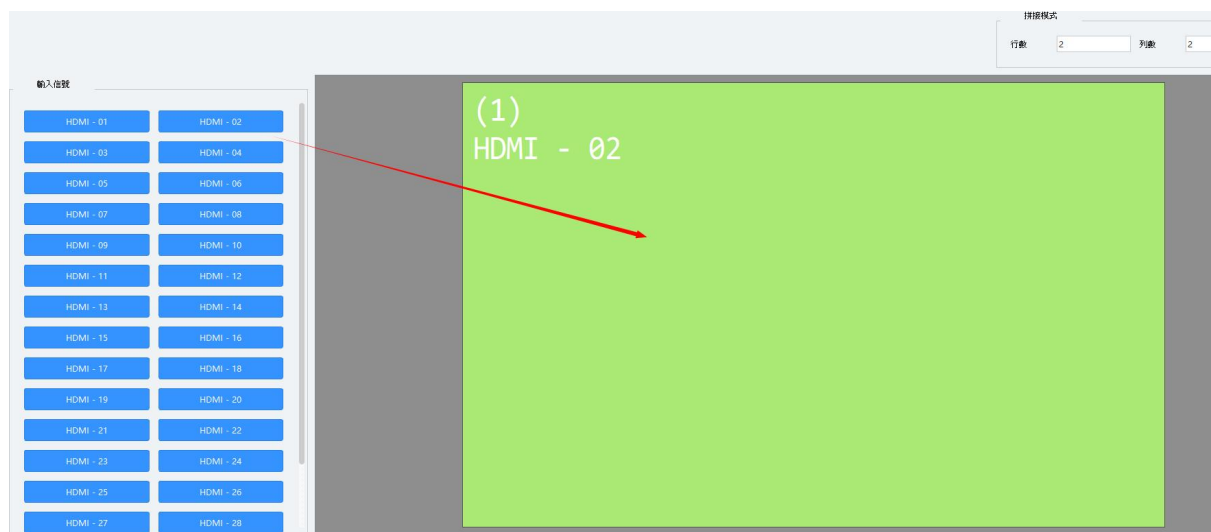 拼接模式
行數 2 列數 2
輸入信號
HDMI - 01 HDMI - 02
HDMI - 03 HDMI - 04
HDMI - 05 HDMI - 06
HDMI - 07 HDMI - 08
HDMI - 09 HDMI - 10
HDMI - 11 HDMI - 12
HDMI - 13 HDMI - 14
HDMI - 15 HDMI - 16
HDMI - 17 HDMI - 18
HDMI - 19 HDMI - 20
HDMI - 21 HDMI - 22
HDMI - 23 HDMI - 24
HDMI - 25 HDMI - 26
HDMI - 27 HDMI - 28
(1)
HDMI - 02